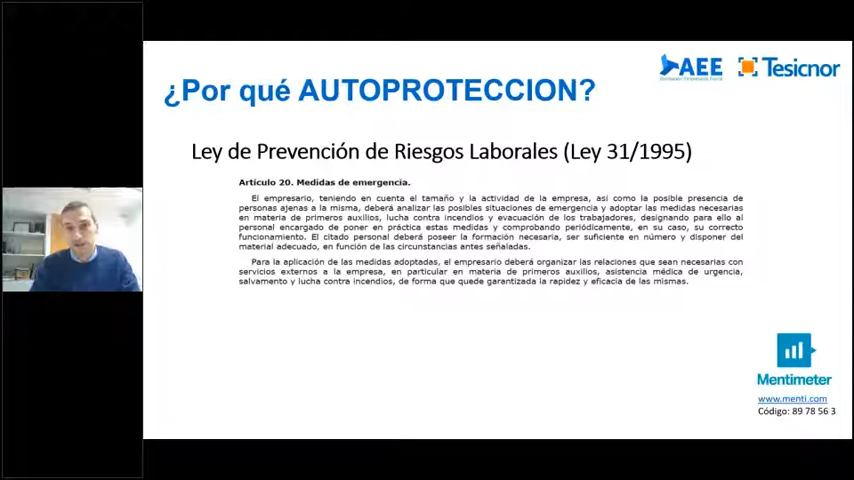 ¿Por qué AUTOPROTECCION?
AEE
Tesicnor
Ley de Prevención de Riesgos Laborales (Ley 31/1995)
Artículo 20. Medidas de emergencia.
El empresario, teniendo en cuenta el tamaño y la actividad de la empresa, así como la posible presencia de
personas ajenas a la misma, deberá analizar las posibles situaciones de emergencia y adoptar las medidas necesarias
en materia de primeros auxilios, lucha contra incendios y evacuación de los trabajadores, designando para ello al
personal encargado de poner en práctica estas medidas y comprobando periódicamente, en su caso, su correcto
funcionamiento. El citado personal deberá poseer la formación necesaria, ser suficiente en número y disponer del
material adecuado, en función de las circunstancias antes señaladas.
Para la aplicación de las medidas adoptadas, el empresario deberá organizar las relaciones que sean necesarias con
servicios externos a la empresa, en particular en materia de primeros auxilios, asistencia médica de urgencia,
salvamento y lucha contra incendios, de forma que quede garantizada la rapidez y eficacia de las mismas.
Mentimeter
www.menti.com
Código: 89 78 56 3